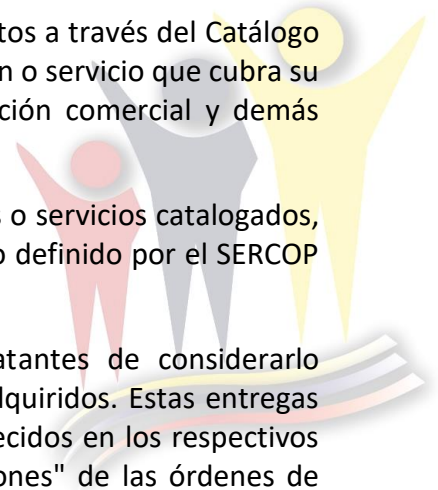 tos a través del Catálogo
n o servicio que cubra su
ción comercial y demás
s o servicios catalogados,
o definido por el SERCOP
atantes de considerarlo
dquiridos. Estas entregas
ecidos en los respectivos
ones" de las órdenes de